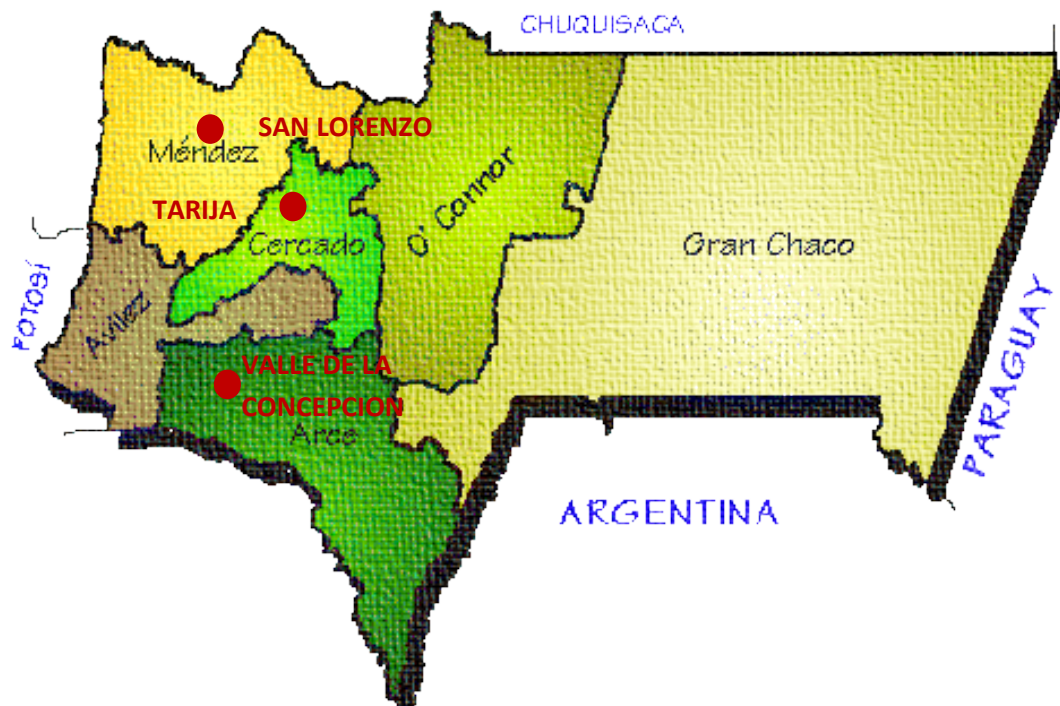 CHUQUISACA
SAN LORENZO
Méndez
TARIJA
Cercado
O' Connor
Gran Chaco
POTOSÍ
Avilez
VALLE DE LA
CONCEPCION
Arce
ARGENTINA
PARAGUAY